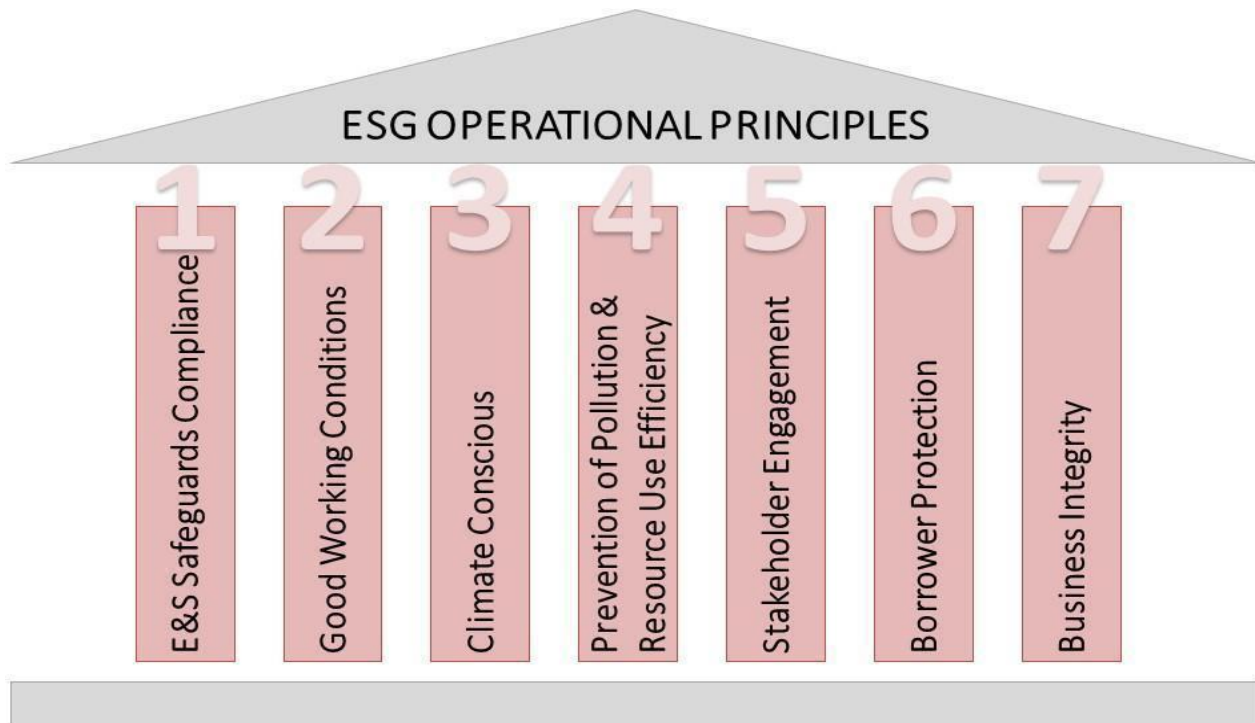 ESG OPERATIONAL PRINCIPLES
1
E&S Safeguards Compliance
2
Good Working Conditions
3
Climate Conscious
4
Prevention of Pollution &
Resource Use Efficiency
5
Stakeholder Engagement
6
Borrower Protection
7
Business Integrity